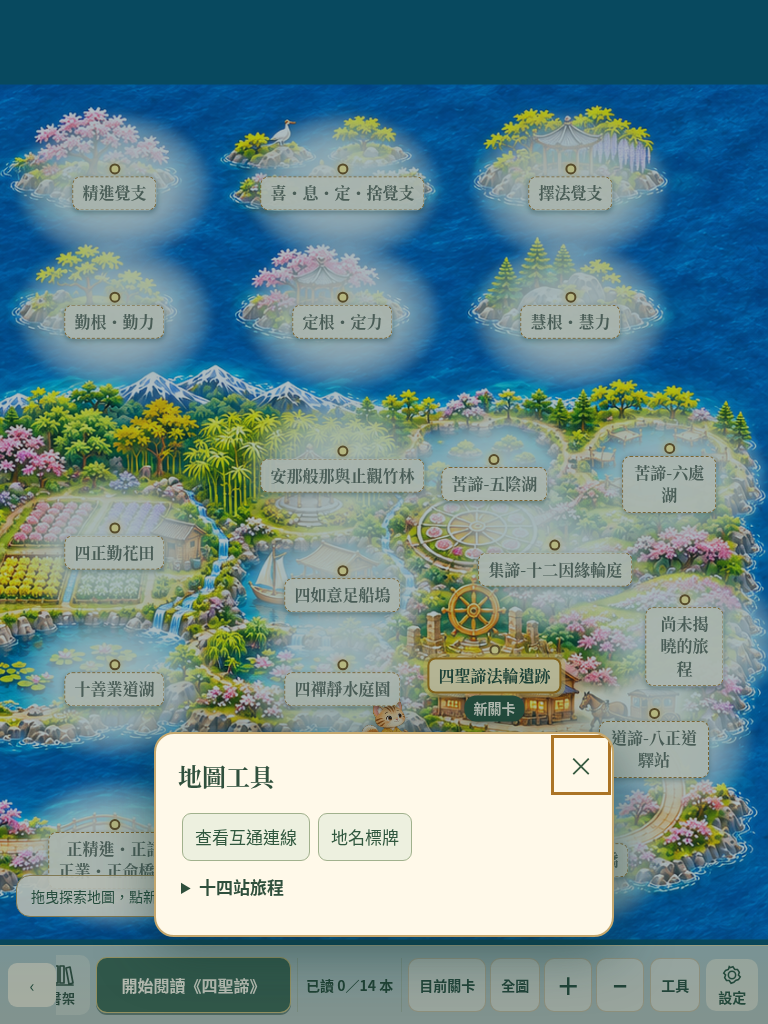 精進覺支
喜・息・定・捨覺支
擇法覺支
勤根・勤力
定根・定力
慧根・慧力
安那般那與止觀竹林
苦諦-五陰湖
苦諦-六處
湖
四正勤花田
集諦-十二因緣輪庭
四如意足船塢
尚未揭
曉的旅
程
十善業道湖
四禪靜水庭園
四聖諦法輪遺跡
新關卡
道諦-八正道
驛站
地圖工具
查看互通連線
地名標牌
▶ 十四站旅程
正精進・正
正業・正命橋
拖曳探索地圖，點新
‹
書架
開始閱讀《四聖諦》
已讀 0／14 本
目前關卡
全圖
+
−
工具
設定